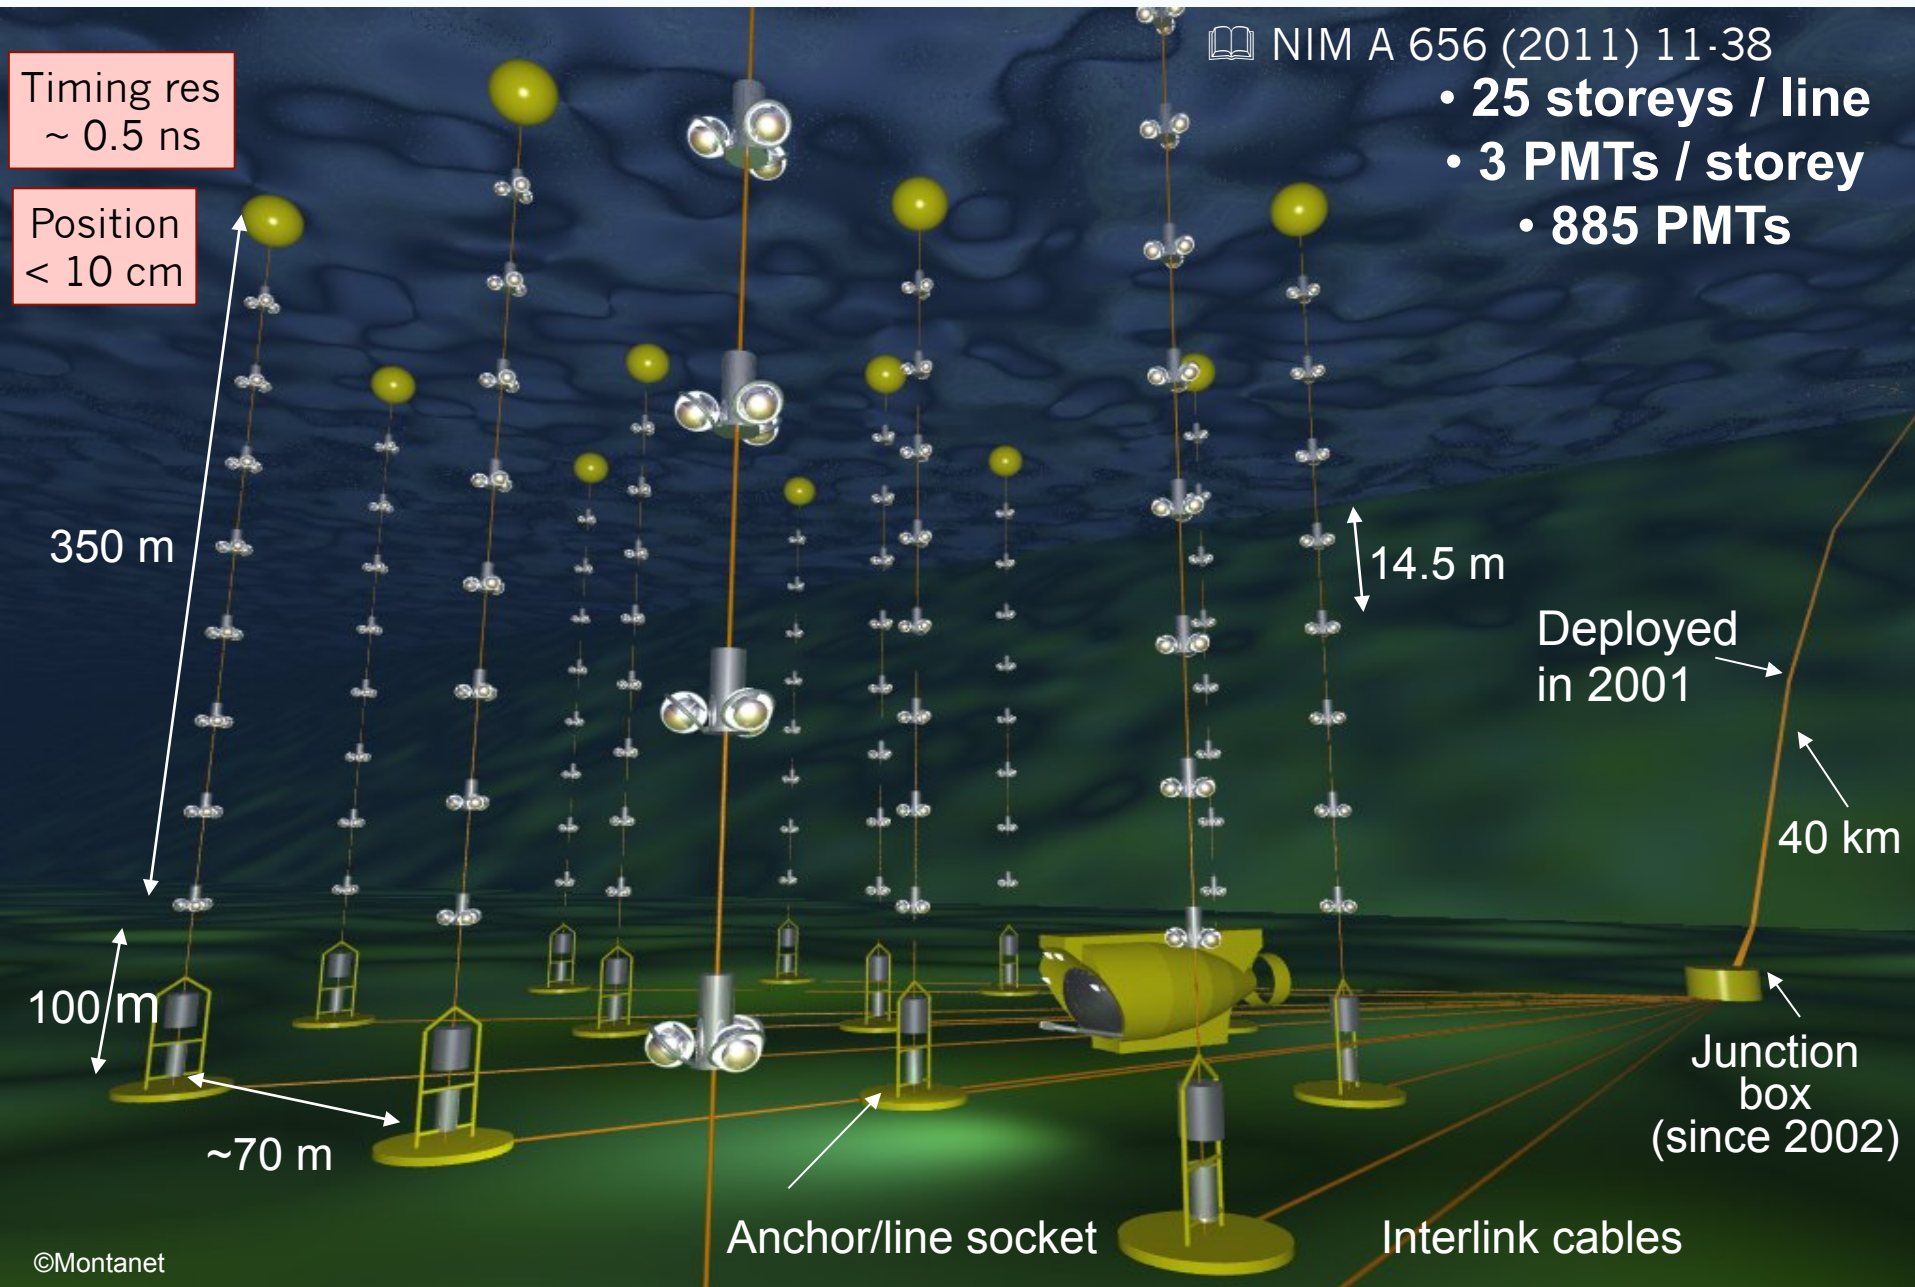 Timing res
~ 0.5 ns
Position
< 10 cm
🕮 NIM A 656 (2011) 11-38
• 25 storeys / line
• 3 PMTs / storey
• 885 PMTs
350 m
14.5 m
Deployed
in 2001
40 km
100 m
~70 m
Junction
box
(since 2002)
Anchor/line socket
Interlink cables
©Montanet